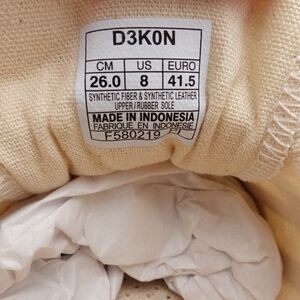 D3K0N
CM US EURO
26.0 8 41.5
SYNTHETIC FIBER & SYNTHETIC LEATHER
UPPER/RUBBER SOLE
MADE IN INDONESIA
FABRIQUE EN INDONESIE
F580219